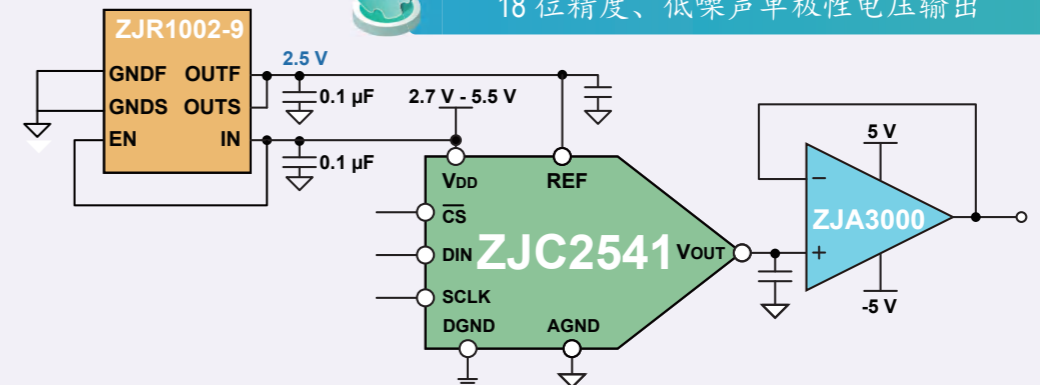 18 位精度、低噪声单极性电压输出
ZJR1002-9
GNDF OUTF
GNDS OUTS
EN IN
2.5 V
0.1 µF
0.1 µF
2.7 V - 5.5 V
VDD REF
CS
DIN
SCLK
DGND AGND
ZJC2541
VOUT
5 V
−
ZJA3000
+
-5 V